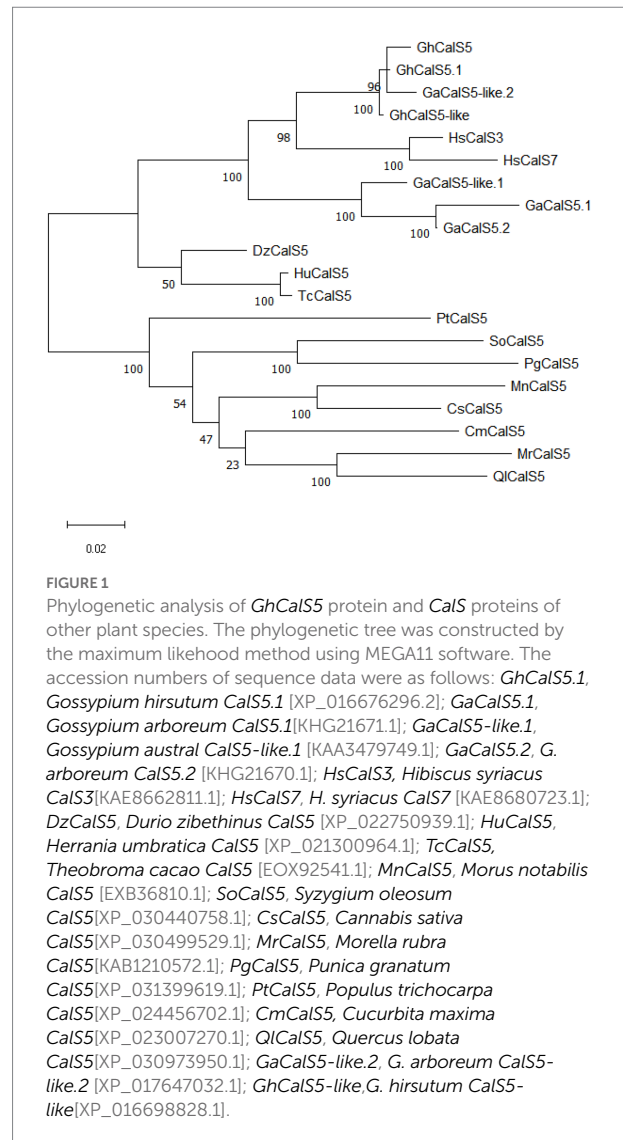 GhCalS5
GhCalS5.1
96
GaCalS5-like.2
100
GhCalS5-like
98
HsCalS3
100
HsCalS7
100
GaCalS5-like.1
GaCalS5.1
100
100
GaCalS5.2
DzCalS5
50
HuCalS5
100
TcCalS5
PtCalS5
100
SoCalS5
100
PgCalS5
54
MnCalS5
100
CsCalS5
47
CmCalS5
23
MrCalS5
100
QlCalS5
0.02
FIGURE 1
Phylogenetic analysis of GhCalS5 protein and CalS proteins of
other plant species. The phylogenetic tree was constructed by
the maximum likehood method using MEGA11 software. The
accession numbers of sequence data were as follows: GhCalS5.1,
Gossypium hirsutum CalS5.1 [XP_016676296.2]; GaCalS5.1,
Gossypium arboreum CalS5.1[KHG21671.1]; GaCalS5-like.1,
Gossypium austral CalS5-like.1 [KAA3479749.1]; GaCalS5.2, G.
arboreum CalS5.2 [KHG21670.1]; HsCalS3, Hibiscus syriacus
CalS3[KAE8662811.1]; HsCalS7, H. syriacus CalS7 [KAE8680723.1];
DzCalS5, Durio zibethinus CalS5 [XP_022750939.1]; HuCalS5,
Herrania umbratica CalS5 [XP_021300964.1]; TcCalS5,
Theobroma cacao CalS5 [EOX92541.1]; MnCalS5, Morus notabilis
CalS5 [EXB36810.1]; SoCalS5, Syzygium oleosum
CalS5[XP_030440758.1]; CsCalS5, Cannabis sativa
CalS5[XP_030499529.1]; MrCalS5, Morella rubra
CalS5[KAB1210572.1]; PgCalS5, Punica granatum
CalS5[XP_031399619.1]; PtCalS5, Populus trichocarpa
CalS5[XP_024456702.1]; CmCalS5, Cucurbita maxima
CalS5[XP_023007270.1]; QlCalS5, Quercus lobata
CalS5[XP_030973950.1]; GaCalS5-like.2, G. arboreum CalS5-
like.2 [XP_017647032.1]; GhCalS5-like,G. hirsutum CalS5-
like[XP_016698828.1].